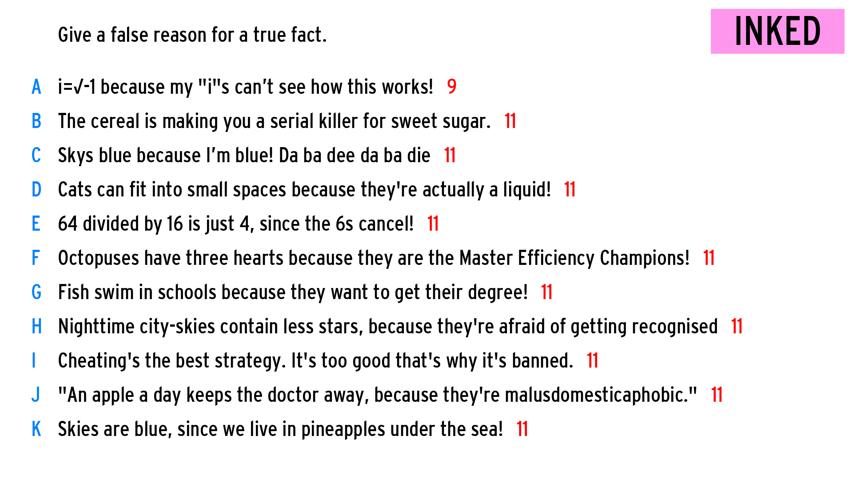 Give a false reason for a true fact.
INKED
A i=√-1 because my "i"s can't see how this works! 9
B The cereal is making you a serial killer for sweet sugar. 11
C Skys blue because I'm blue! Da ba dee da ba die 11
D Cats can fit into small spaces because they're actually a liquid! 11
E 64 divided by 16 is just 4, since the 6s cancel! 11
F Octopuses have three hearts because they are the Master Efficiency Champions! 11
G Fish swim in schools because they want to get their degree! 11
H Nighttime city-skies contain less stars, because they're afraid of getting recognised 11
I Cheating's the best strategy. It's too good that's why it's banned. 11
J "An apple a day keeps the doctor away, because they're malusdomesticaphobic." 11
K Skies are blue, since we live in pineapples under the sea! 11